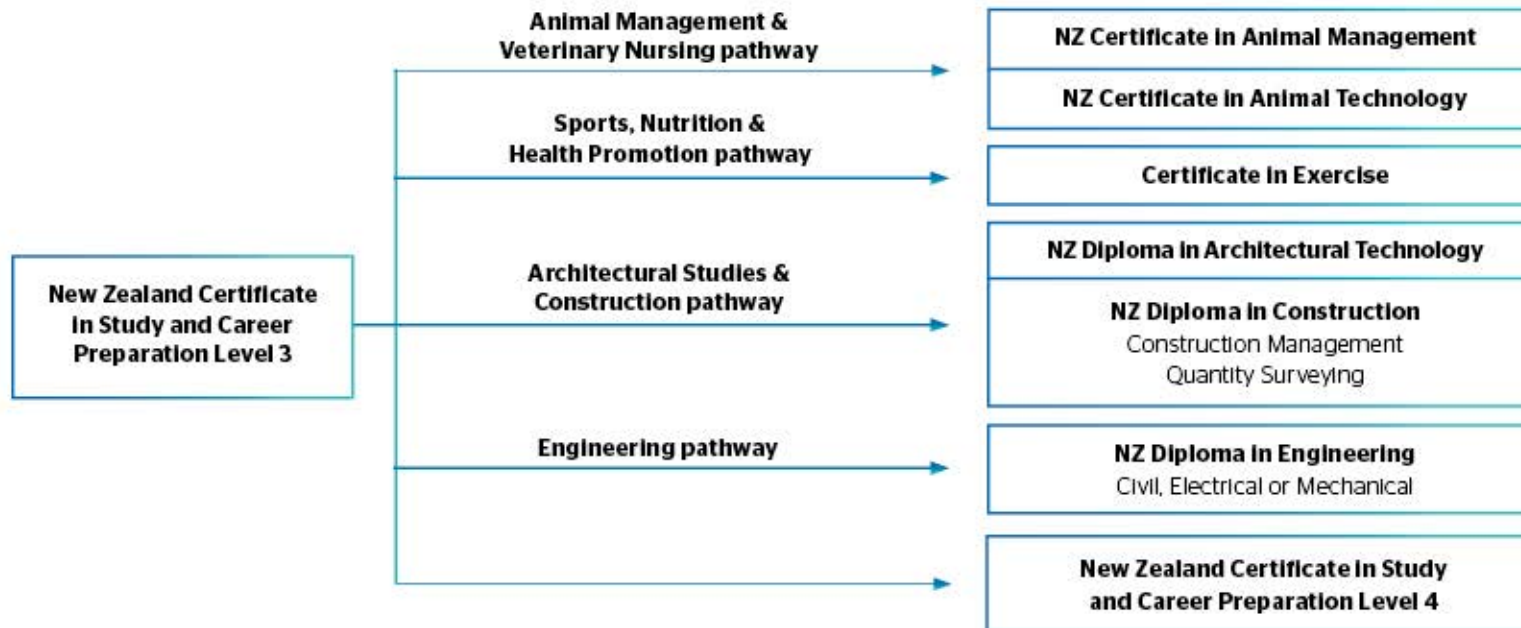 Animal Management &
Veterinary Nursing pathway
NZ Certificate in Animal Management
NZ Certificate in Animal Technology
Sports, Nutrition &
Health Promotion pathway
Certificate in Exercise
New Zealand Certificate
in Study and Career
Preparation Level 3
Architectural Studies &
Construction pathway
NZ Diploma in Architectural Technology
NZ Diploma in Construction
Construction Management
Quantity Surveying
Engineering pathway
NZ Diploma in Engineering
Civil, Electrical or Mechanical
New Zealand Certificate in Study
and Career Preparation Level 4